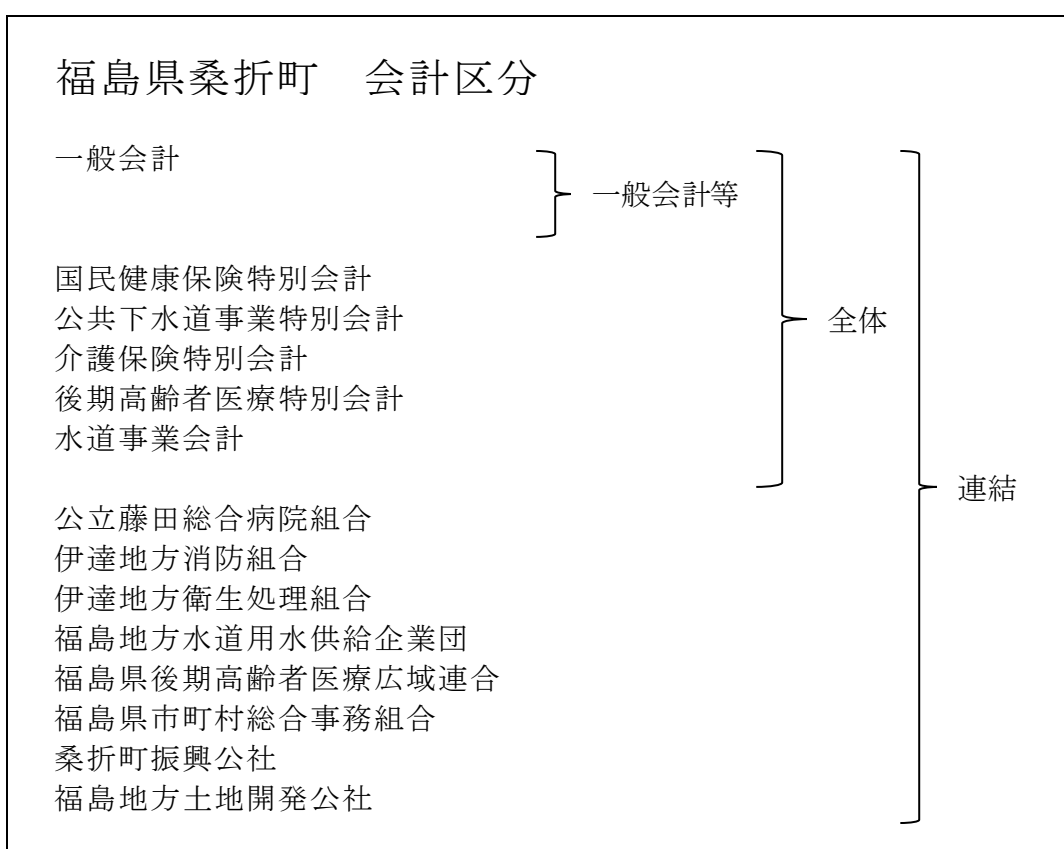 福島県桑折町　会計区分
一般会計
一般会計等
国民健康保険特別会計
公共下水道事業特別会計
全体
介護保険特別会計
後期高齢者医療特別会計
水道事業会計
連結
公立藤田総合病院組合
伊達地方消防組合
伊達地方衛生処理組合
福島地方水道用水供給企業団
福島県後期高齢者医療広域連合
福島県市町村総合事務組合
桑折町振興公社
福島地方土地開発公社